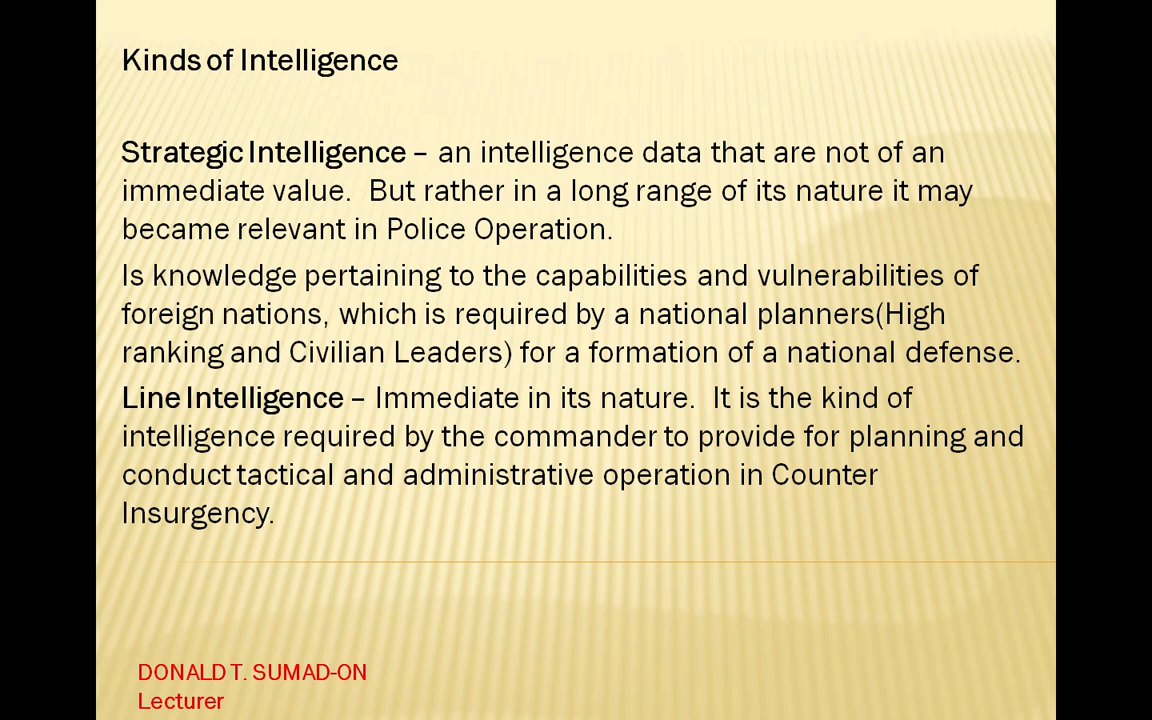 Kinds of Intelligence
Strategic Intelligence – an intelligence data that are not of an
immediate value.  But rather in a long range of its nature it may
became relevant in Police Operation.
Is knowledge pertaining to the capabilities and vulnerabilities of
foreign nations, which is required by a national planners(High
ranking and Civilian Leaders) for a formation of a national defense.
Line Intelligence – Immediate in its nature.  It is the kind of
intelligence required by the commander to provide for planning and
conduct tactical and administrative operation in Counter
Insurgency.
DONALD T. SUMAD-ON
Lecturer